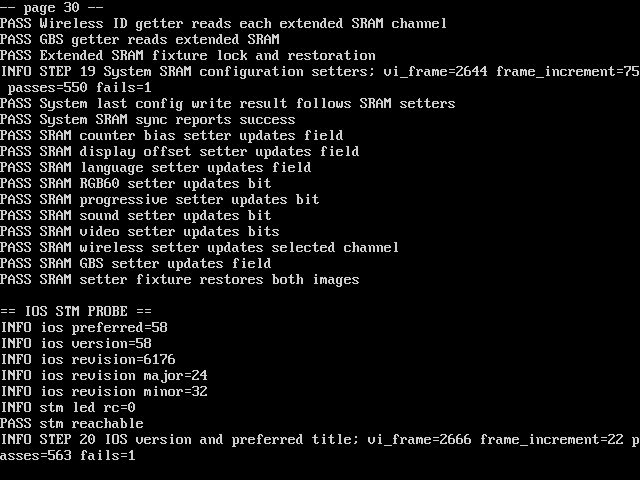 -- page 30 --
PASS Wireless ID getter reads each extended SRAM channel
PASS GBS getter reads extended SRAM
PASS Extended SRAM fixture lock and restoration
INFO STEP 19 System SRAM configuration setters; vi_frame=2644 frame_increment=75
 passes=550 fails=1
PASS System last config write result follows SRAM setters
PASS System SRAM sync reports success
PASS SRAM counter bias setter updates field
PASS SRAM display offset setter updates field
PASS SRAM language setter updates field
PASS SRAM RGB60 setter updates bit
PASS SRAM progressive setter updates bit
PASS SRAM sound setter updates bit
PASS SRAM video setter updates bits
PASS SRAM wireless setter updates selected channel
PASS SRAM GBS setter updates field
PASS SRAM setter fixture restores both images

== IOS STM PROBE ==
INFO ios preferred=58
INFO ios version=58
INFO ios revision=6176
INFO ios revision major=24
INFO ios revision minor=32
INFO stm led rc=0
PASS stm reachable
INFO STEP 20 IOS version and preferred title; vi_frame=2666 frame_increment=22 p
asses=563 fails=1